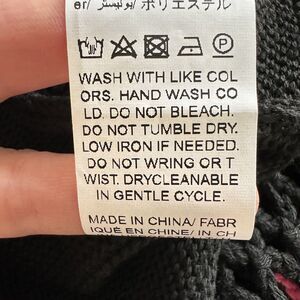 er/ بوليستر/ ポリエステル
WASH WITH LIKE COL
ORS. HAND WASH CO
LD. DO NOT BLEACH.
DO NOT TUMBLE DRY.
LOW IRON IF NEEDED.
DO NOT WRING OR T
WIST. DRYCLEANABLE
IN GENTLE CYCLE.
MADE IN CHINA/ FABR
IQUÉ EN CHINE/ IN CH